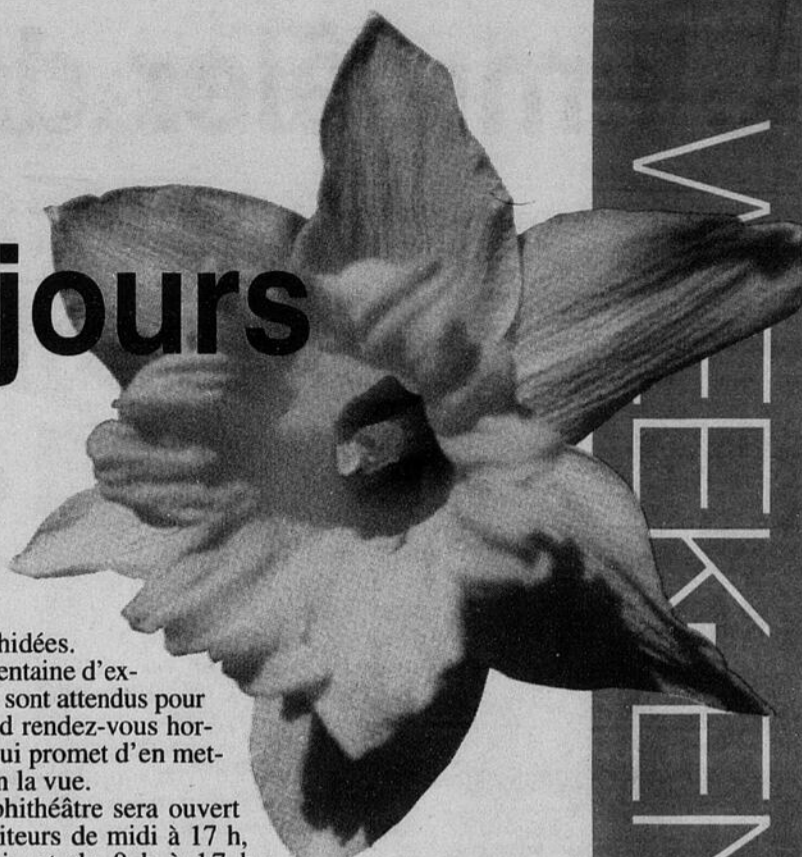 jours
hidées.
entaine d'ex-
sont attendus pour
d rendez-vous hor-
ui promet d'en met-
n la vue.
phithéâtre sera ouvert
iteurs de midi à 17 h,
WEEK-EN